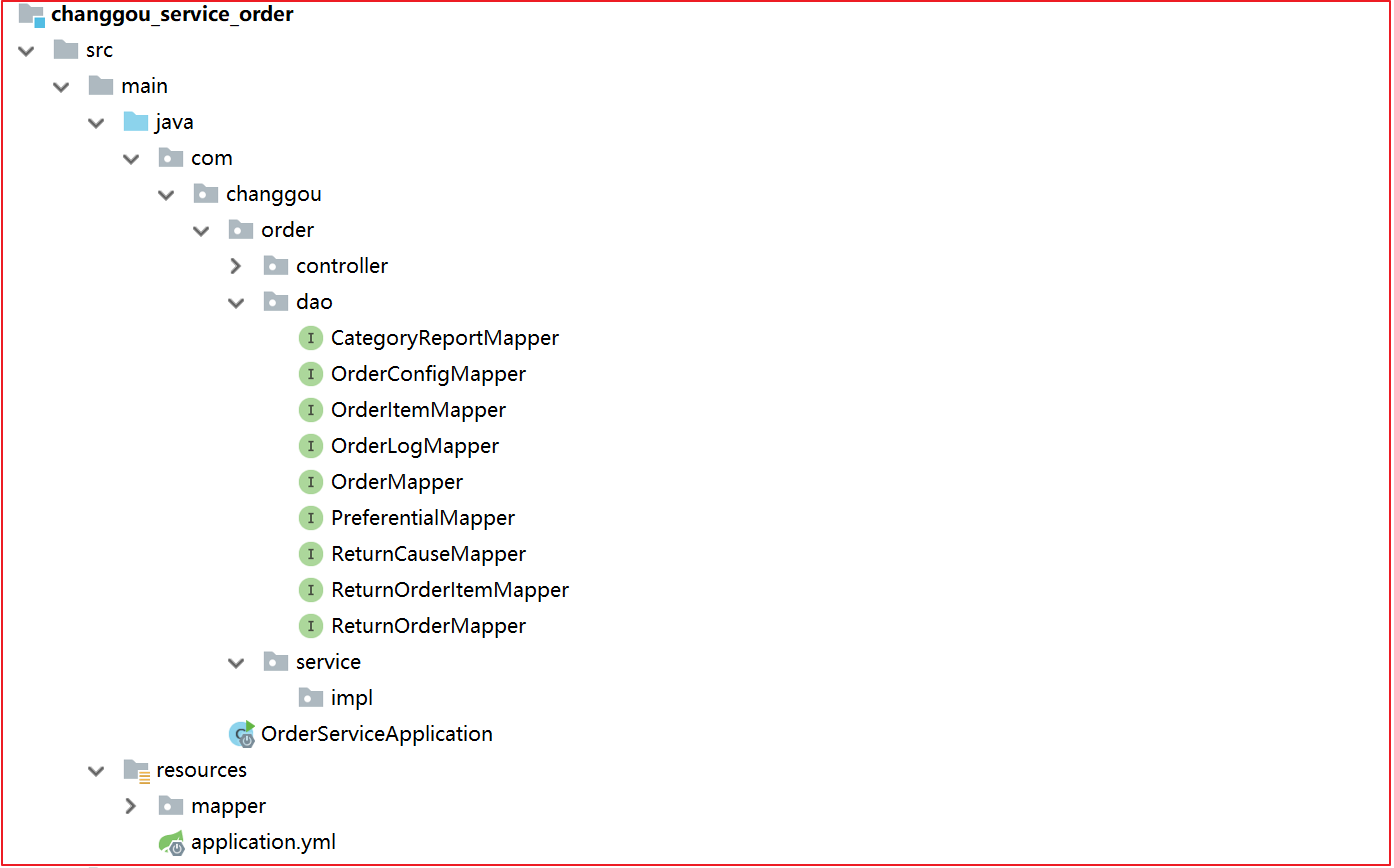 changgou_service_order
src
main
java
com
changgou
order
controller
dao
I CategoryReportMapper
I OrderConfigMapper
I OrderItemMapper
I OrderLogMapper
I OrderMapper
I PreferentialMapper
I ReturnCauseMapper
I ReturnOrderItemMapper
I ReturnOrderMapper
service
impl
C OrderServiceApplication
resources
mapper
application.yml